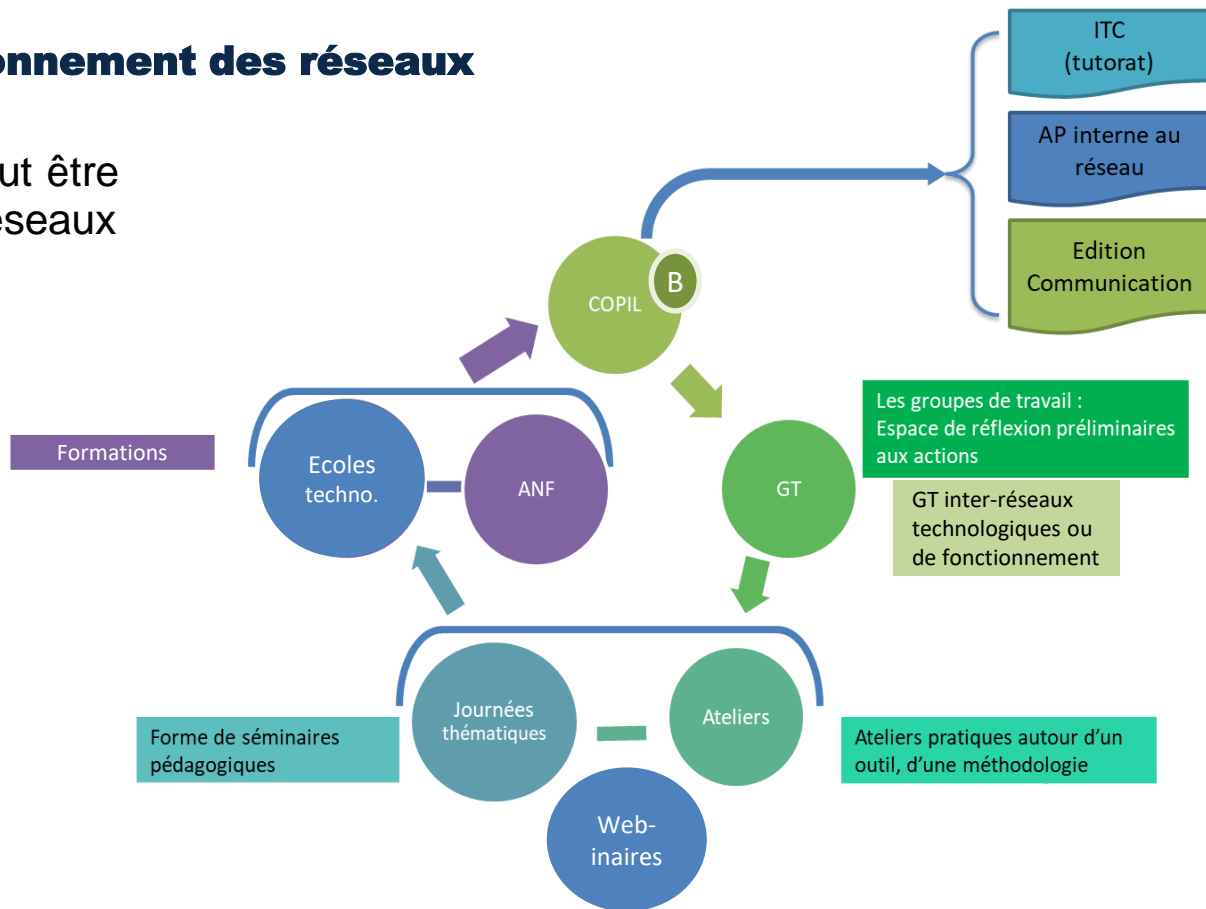 onnement des réseaux
ut être
éseaux
ITC
(tutorat)
AP interne au
réseau
Edition
Communication
B
COPIL
Les groupes de travail :
Espace de réflexion préliminaires
aux actions
GT inter-réseaux
technologiques ou
de fonctionnement
Formations
Ecoles
techno.
ANF
GT
Journées
thématiques
Ateliers
Forme de séminaires
pédagogiques
Ateliers pratiques autour d’un
outil, d’une méthodologie
Web-
inaires